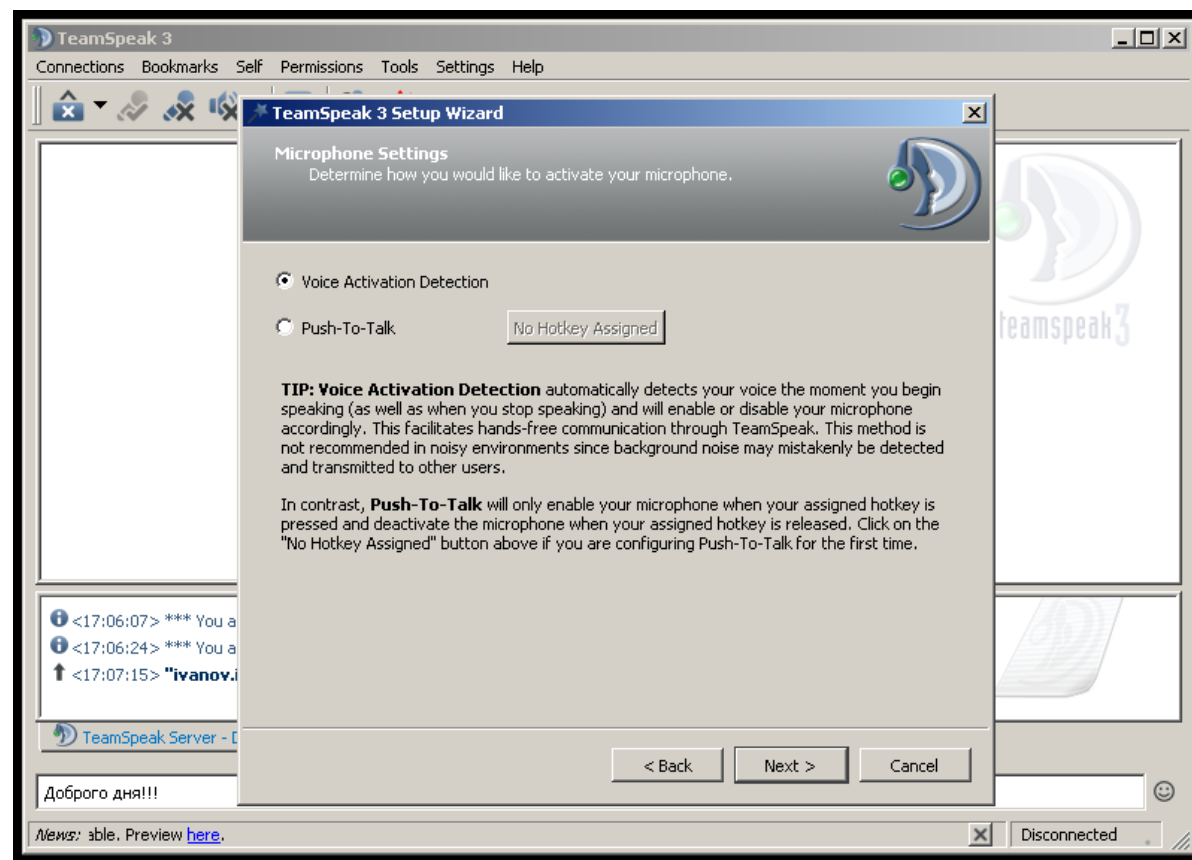 TeamSpeak 3
Connections Bookmarks Self Permissions Tools Settings Help
TeamSpeak 3 Setup Wizard
Microphone Settings
Determine how you would like to activate your microphone.
Voice Activation Detection
Push-To-Talk No Hotkey Assigned
teamspeak 3
TIP: Voice Activation Detection automatically detects your voice the moment you begin
speaking (as well as when you stop speaking) and will enable or disable your microphone
accordingly. This facilitates hands-free communication through TeamSpeak. This method is
not recommended in noisy environments since background noise may mistakenly be detected
and transmitted to other users.
In contrast, Push-To-Talk will only enable your microphone when your assigned hotkey is
pressed and deactivate the microphone when your assigned hotkey is released. Click on the
"No Hotkey Assigned" button above if you are configuring Push-To-Talk for the first time.
<17:06:07> *** You a
<17:06:24> *** You a
<17:07:15> "ivanov.i
TeamSpeak Server - D
< Back Next > Cancel
Доброго дня!!!
News: able. Preview here. Disconnected